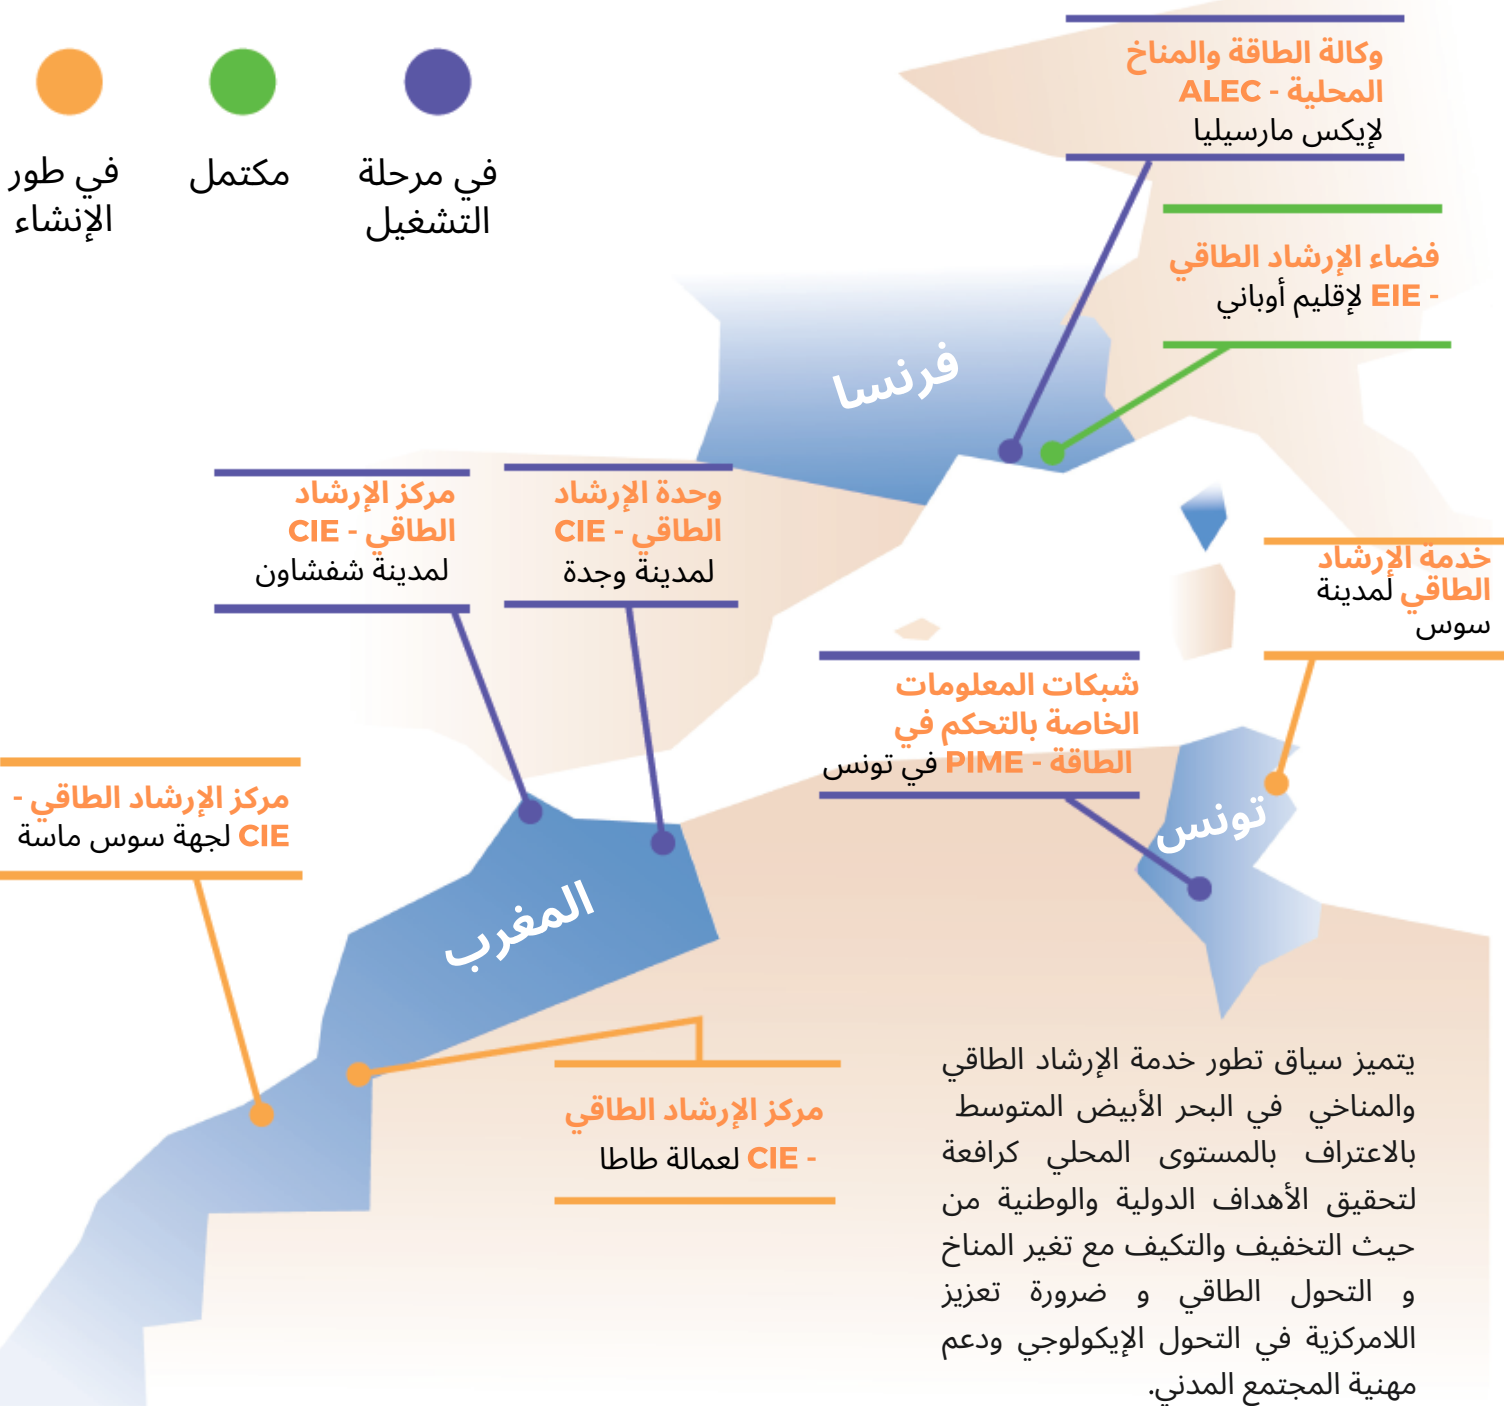 في مرحلة
التشغيل
مكتمل
في طور
الإنشاء
وكالة الطاقة والمناخ
المحلية - ALEC
لإيكس مارسيليا
فضاء الإرشاد الطاقي
- EIE لإقليم أوباني
فرنسا
وحدة الإرشاد
الطاقي - CIE
لمدينة وجدة
مركز الإرشاد
الطاقي - CIE
لمدينة شفشاون
خدمة الإرشاد
الطاقي لمدينة
سوس
شبكات المعلومات
الخاصة بالتحكم في
الطاقة - PIME في تونس
تونس
مركز الإرشاد الطاقي -
CIE لجهة سوس ماسة
المغرب
مركز الإرشاد الطاقي
- CIE لعمالة طاطا
يتميز سياق تطور خدمة الإرشاد الطاقي
والمناخي في البحر الأبيض المتوسط
بالاعتراف بالمستوى المحلي كرافعة
لتحقيق الأهداف الدولية والوطنية من
حيث التخفيف والتكيف مع تغير المناخ
و التحول الطاقي و ضرورة تعزيز
اللامركزية في التحول الإيكولوجي ودعم
مهنية المجتمع المدني.